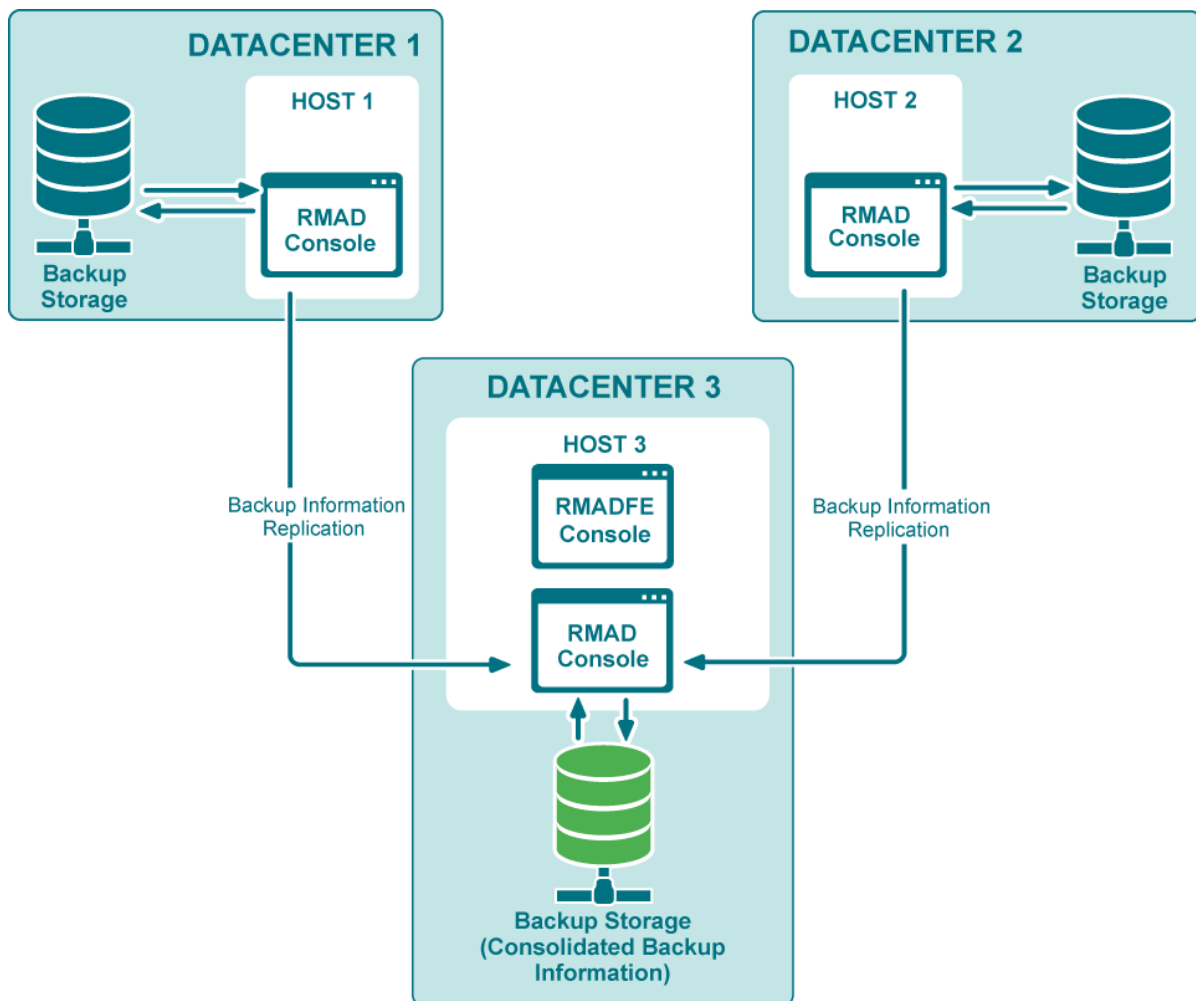 DATACENTER 1
HOST 1
RMAD
Console
Backup
Storage
DATACENTER 2
HOST 2
RMAD
Console
Backup
Storage
Backup Information
Replication
Backup Information
Replication
DATACENTER 3
HOST 3
RMADFE
Console
RMAD
Console
Backup Storage
(Consolidated Backup
Information)